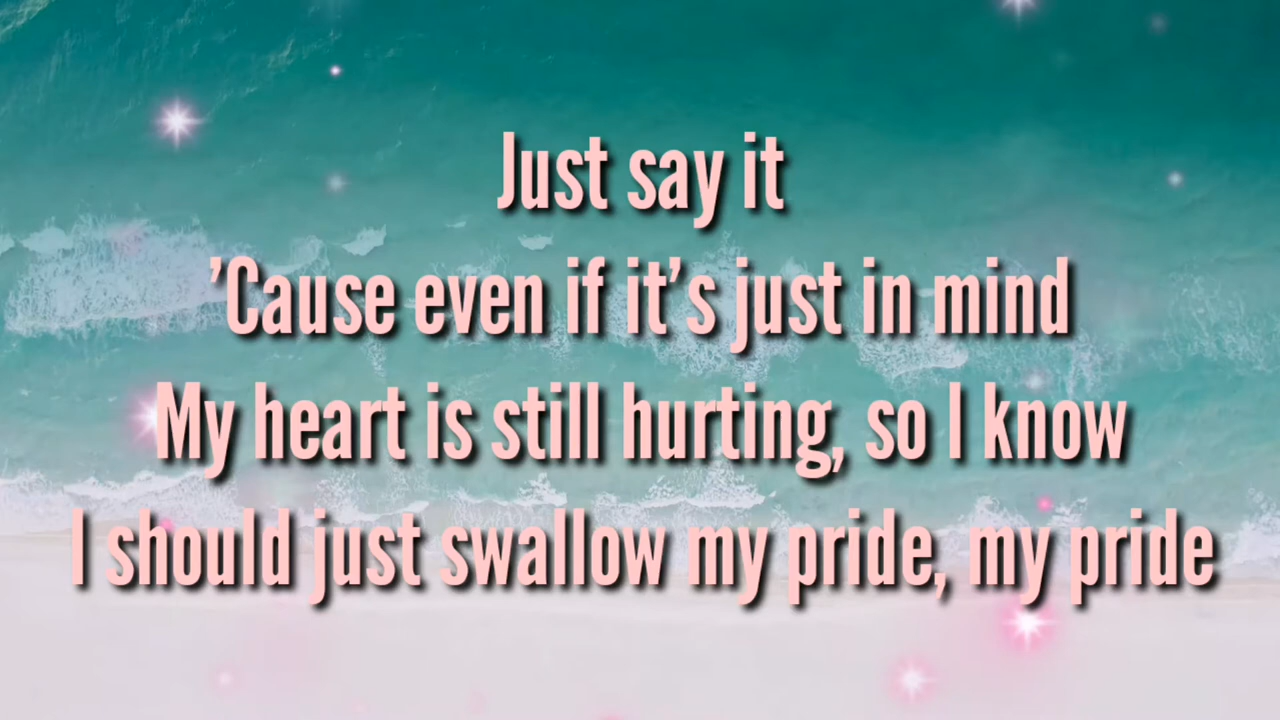 Just say it
’Cause even if it’s just in mind
My heart is still hurting, so I know
I should just swallow my pride, my pride